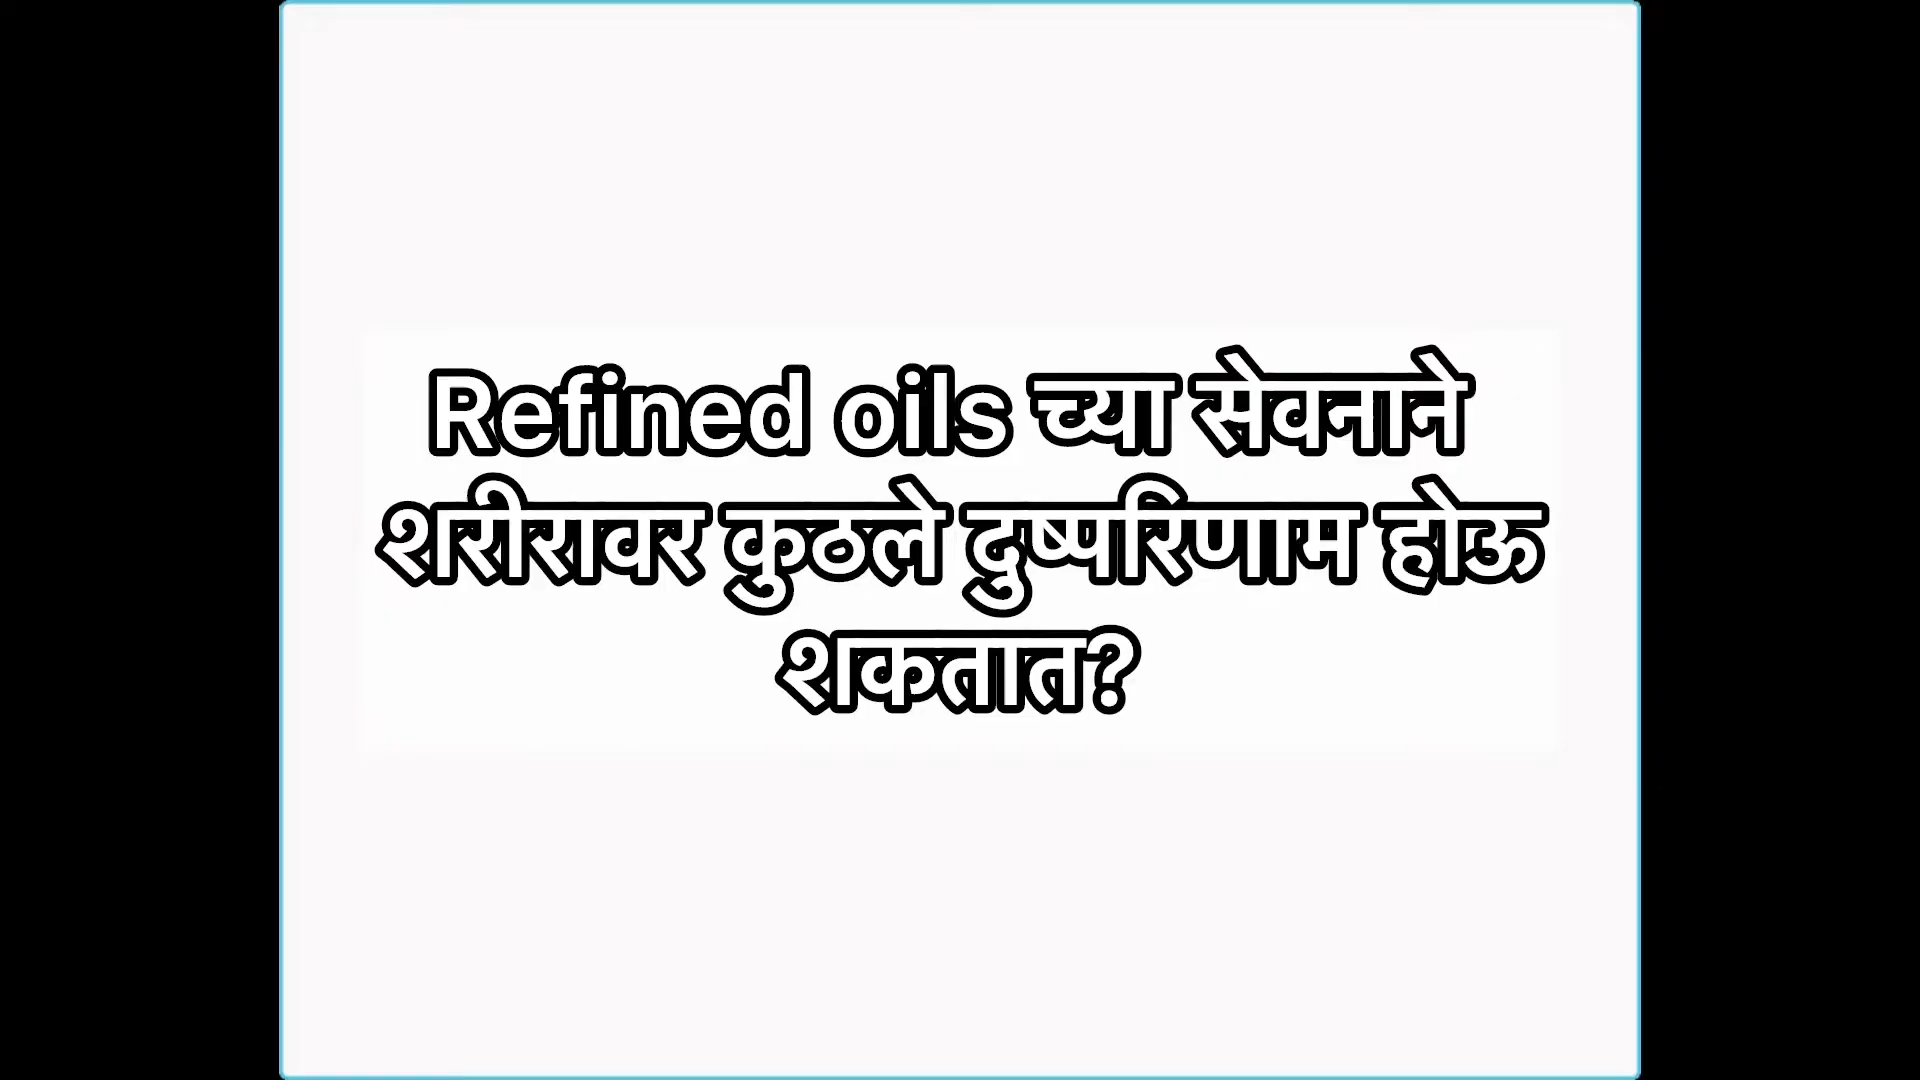 Refined oils च्या सेवनाने
शरीरावर कुठले दुष्परिणाम होऊ
शकतात?